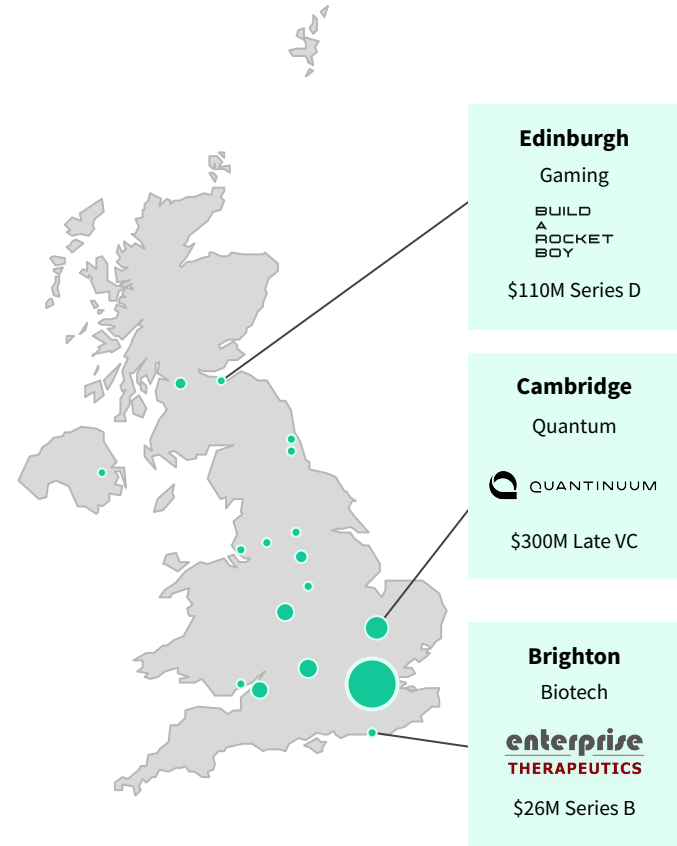 Edinburgh
Gaming
BUILD
A
ROCKET
BOY
$110M Series D
Cambridge
Quantum
QUANTINUUM
$300M Late VC
Brighton
Biotech
enterprise
THERAPEUTICS
$26M Series B